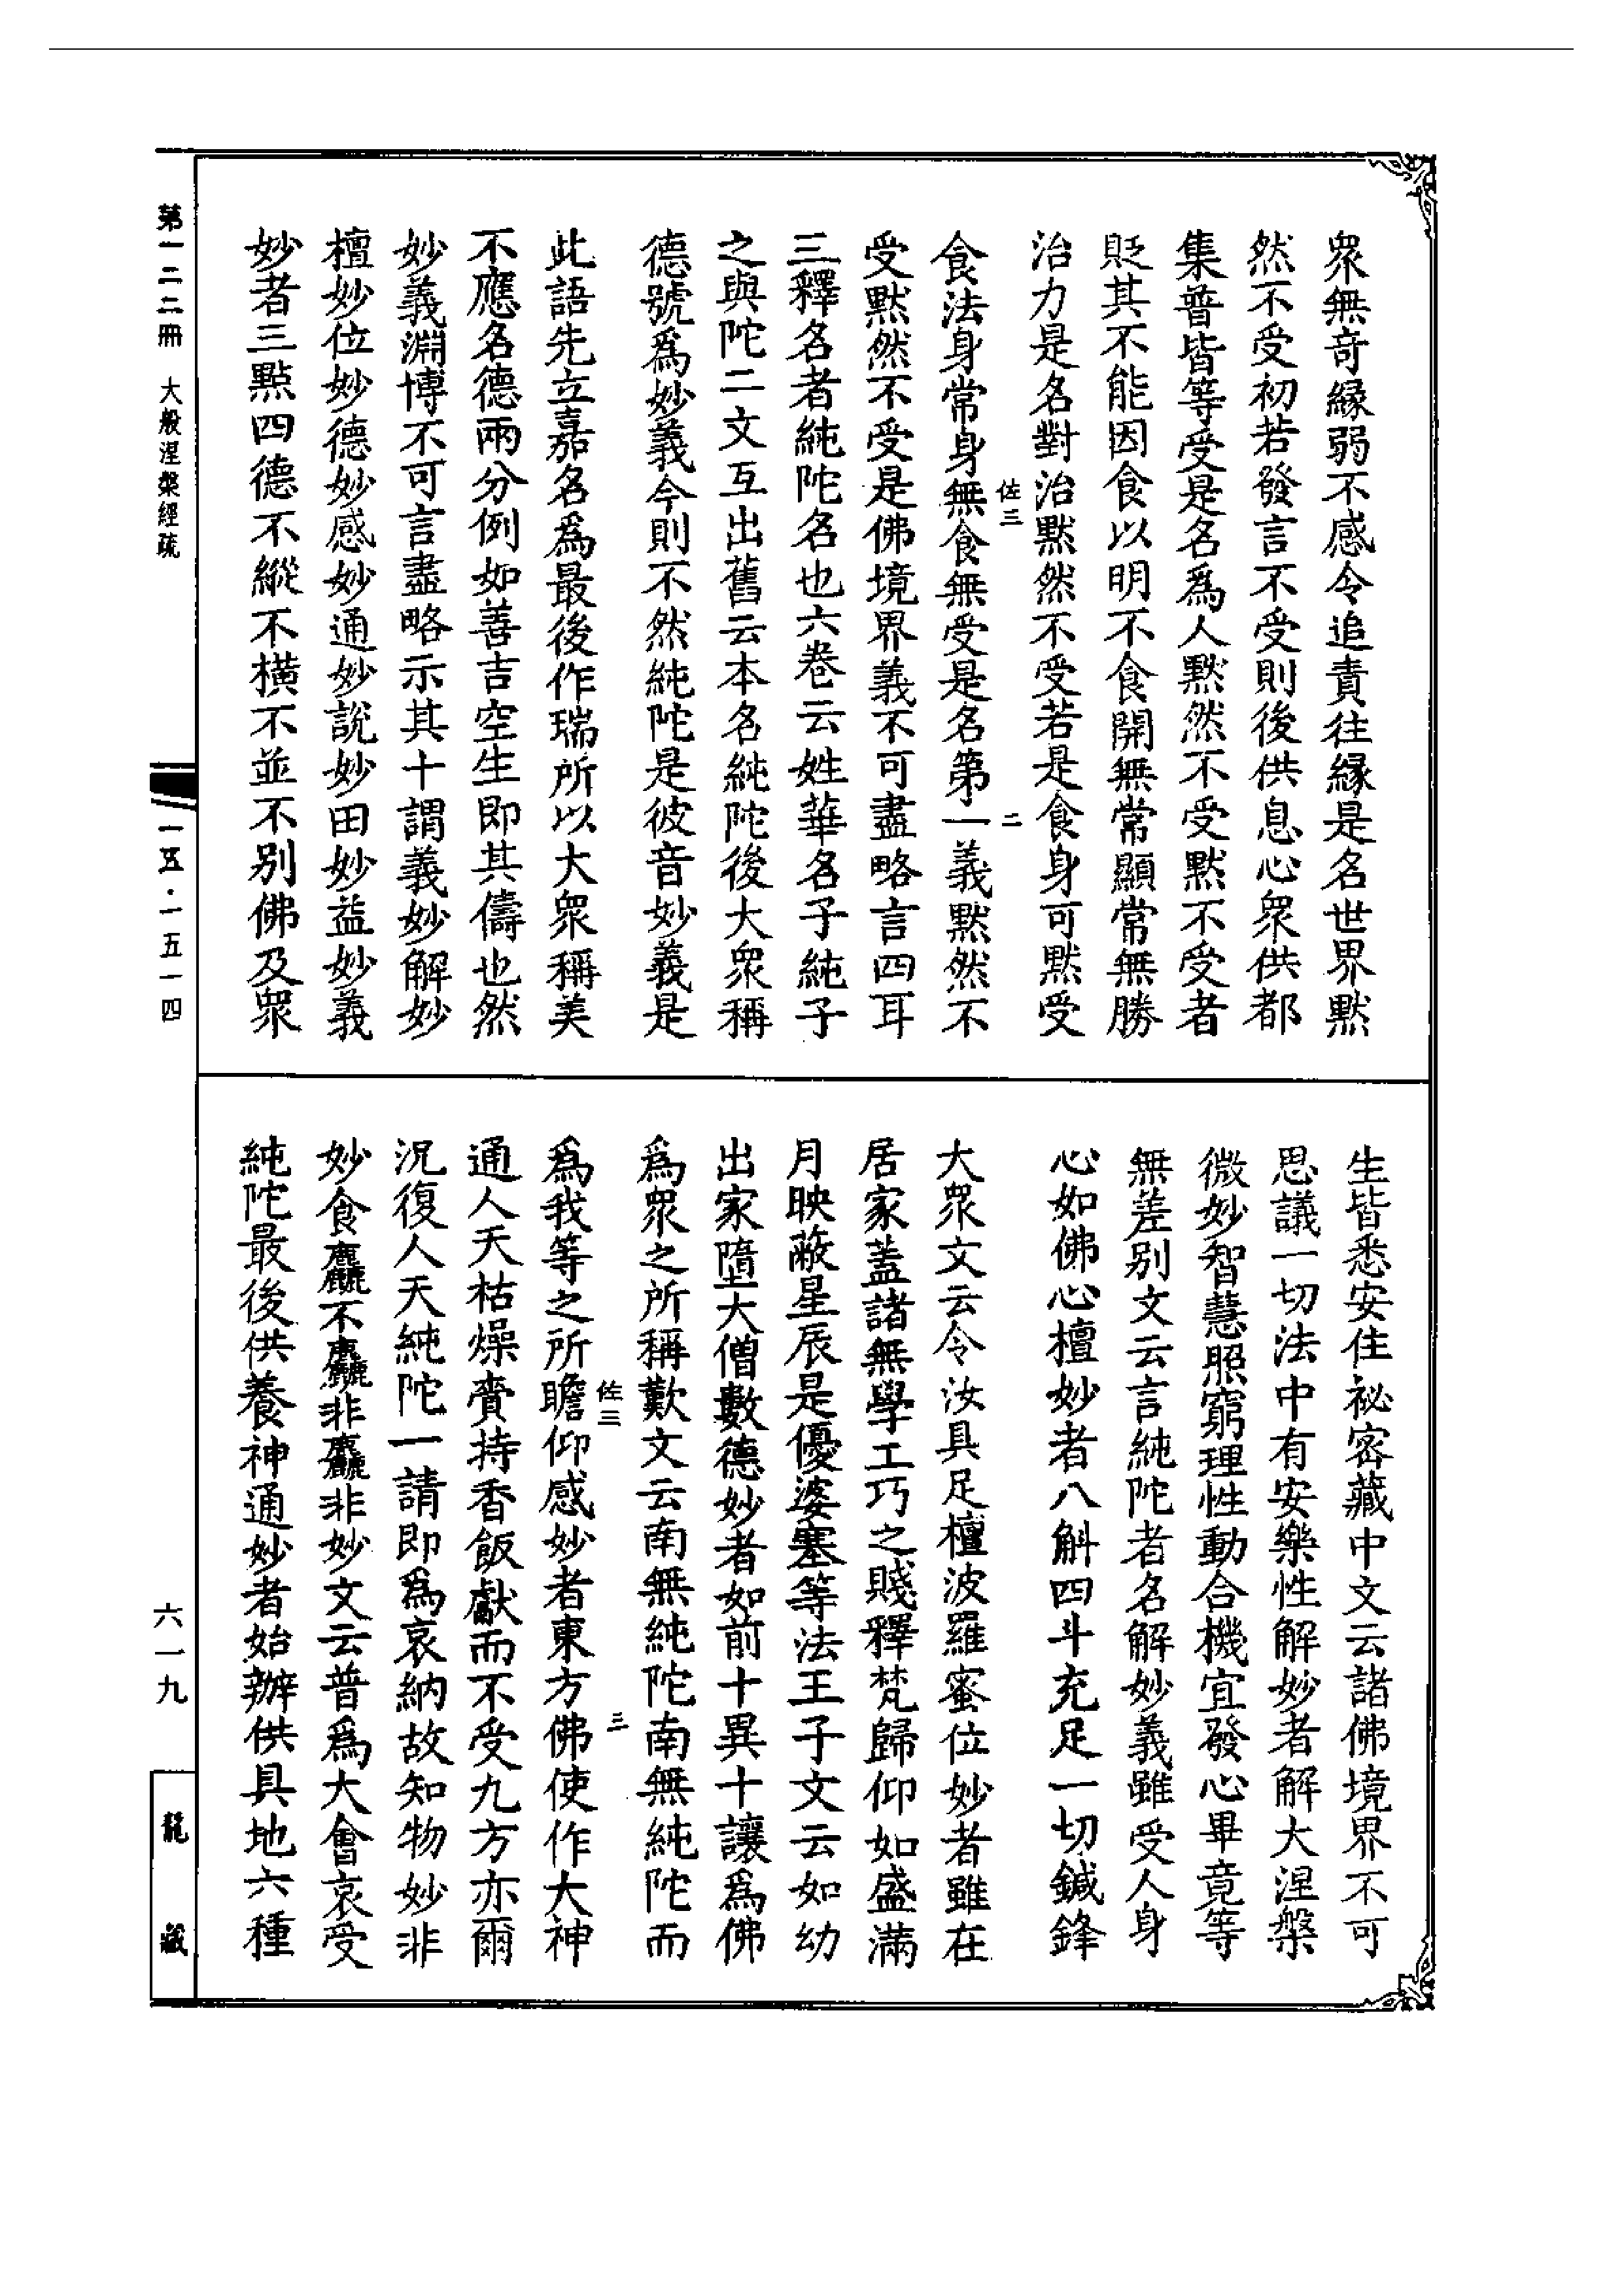 眾無奇緣弱不感令追責往緣是名世界默
然不受初若發言不受則後供息心眾供都
集普皆等受是名為人默然不受默不受者
貶其不能因食以明不食開無常顯常無勝
治力是名對治默然不受若是食身可默受
食法身常身無食無受是名第一義默然不
佐三
二
受默然不受是佛境界義不可盡略言四耳
三釋名者純陀名也六卷云姓華名子純子
之與陀二文互出舊云本名純陀後大眾稱
德號為妙義今則不然純陀是彼音妙義是
此語先立嘉名為最後作瑞所以大眾稱美
不應名德兩分例如善吉空生即其儔也然
妙義淵博不可言盡略示其十謂義妙解妙
檀妙位妙德妙感妙通妙說妙田妙益妙義
妙者三點四德不縱不橫不並不別佛及眾
生皆悉安住祕密藏中文云諸佛境界不可
思議一切法中有安樂性解妙者解大涅槃
微妙智慧照窮理性動合機宜發心畢竟等
無差別文云言純陀者名解妙義雖受人身
心如佛心檀妙者八斛四斗充足一切鍼鋒
大眾文云令汝具足檀波羅蜜位妙者雖在
居家蓋諸無學工巧之賤釋梵歸仰如盛滿
月映蔽星辰是優婆塞等法王子文云如幼
出家墮大僧數德妙者如前十異十讓為佛
為眾之所稱歎文云南無純陀南無純陀而
佐三
三
為我等之所瞻仰感妙者東方佛使作大神
通人天枯燥賷持香飯獻而不受九方亦爾
況復人天純陀一請即為哀納故知物妙非
妙食麤不麤非麤非妙文云普為大會哀受
純陀最後供養神通妙者始辦供具地六種
第一二二冊 大般涅槃經疏
一五五·一五一四
六一九
龍藏